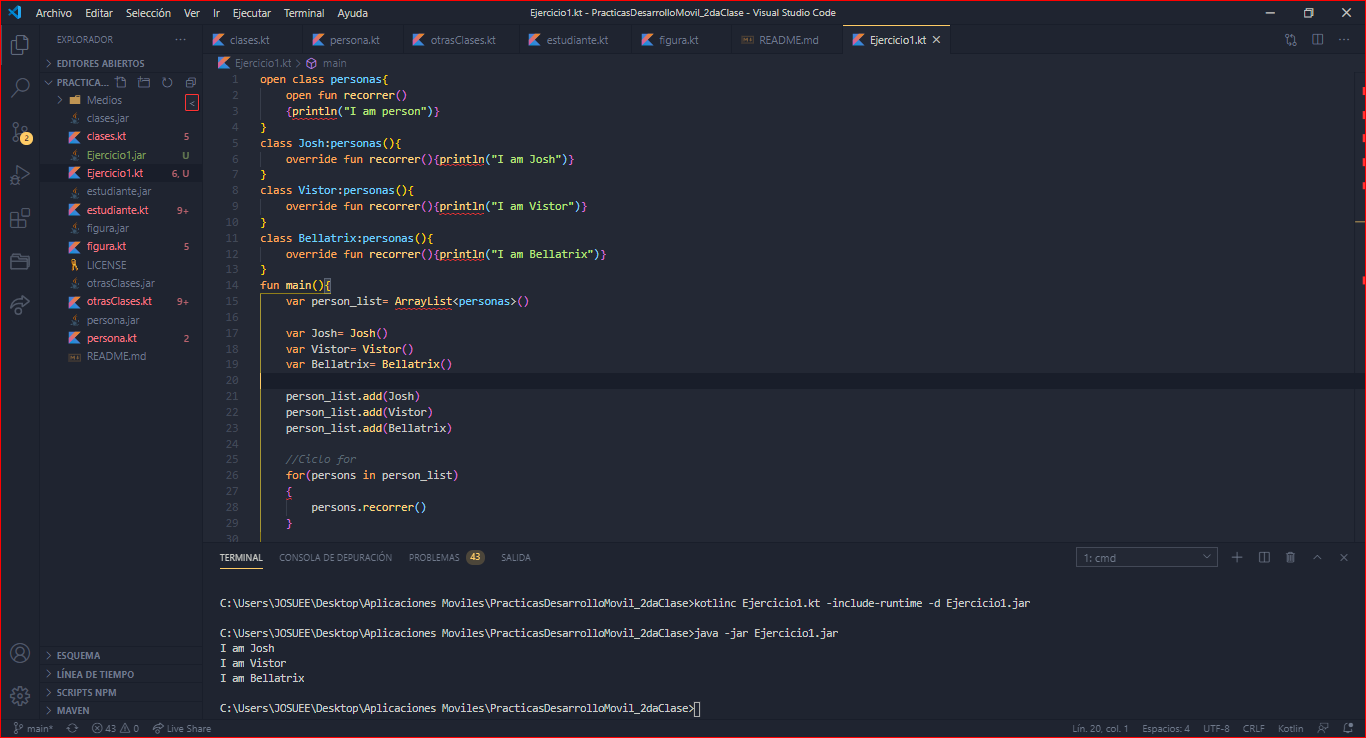 Archivo Editar Selección Ver Ir Ejecutar Terminal Ayuda
Ejercicio1.kt - PracticasDesarrolloMovil_2daClase - Visual Studio Code
EXPLORADOR ···
EDITORES ABIERTOS
PRACTICA...
Medios
<
clases.jar
clases.kt 5
Ejercicio1.jar U
Ejercicio1.kt 6, U
estudiante.jar
estudiante.kt 9+
figura.jar
figura.kt 5
LICENSE
otrasClases.jar
otrasClases.kt 9+
persona.jar
persona.kt 2
README.md
2
ESQUEMA
LÍNEA DE TIEMPO
SCRIPTS NPM
MAVEN
clases.kt persona.kt otrasClases.kt estudiante.kt figura.kt README.md Ejercicio1.kt
Ejercicio1.kt > main
1 open class personas{
2 open fun recorrer()
3 {println("I am person")}
4 }
5 class Josh:personas(){
6 override fun recorrer(){println("I am Josh")}
7 }
8 class Vistor:personas(){
9 override fun recorrer(){println("I am Vistor")}
10 }
11 class Bellatrix:personas(){
12 override fun recorrer(){println("I am Bellatrix")}
13 }
14 fun main(){
15 var person_list= ArrayList<personas>()
16
17 var Josh= Josh()
18 var Vistor= Vistor()
19 var Bellatrix= Bellatrix()
20
21 person_list.add(Josh)
22 person_list.add(Vistor)
23 person_list.add(Bellatrix)
24
25 //Ciclo for
26 for(persons in person_list)
27 {
28 persons.recorrer()
29 }
30
TERMINAL CONSOLA DE DEPURACIÓN PROBLEMAS 43 SALIDA
1: cmd
C:\Users\JOSUEE\Desktop\Aplicaciones Moviles\PracticasDesarrolloMovil_2daClase>kotlinc Ejercicio1.kt -include-runtime -d Ejercicio1.jar
C:\Users\JOSUEE\Desktop\Aplicaciones Moviles\PracticasDesarrolloMovil_2daClase>java -jar Ejercicio1.jar
I am Josh
I am Vistor
I am Bellatrix
C:\Users\JOSUEE\Desktop\Aplicaciones Moviles\PracticasDesarrolloMovil_2daClase>
main* 43 0 Live Share
Lín. 20, col. 1 Espacios: 4 UTF-8 CRLF Kotlin